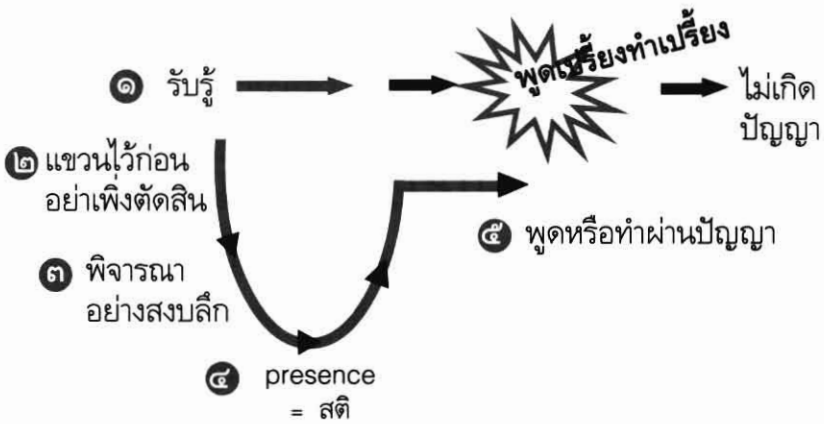 พูดเปรี้ยงทำเปรี้ยง
๑ รับรู้
ไม่เกิด
ปัญญา
๒ แขวนไว้ก่อน
อย่าเพิ่งตัดสิน
๕ พูดหรือทำผ่านปัญญา
๓ พิจารณา
อย่างสงบลึก
๔ presence
= สติ